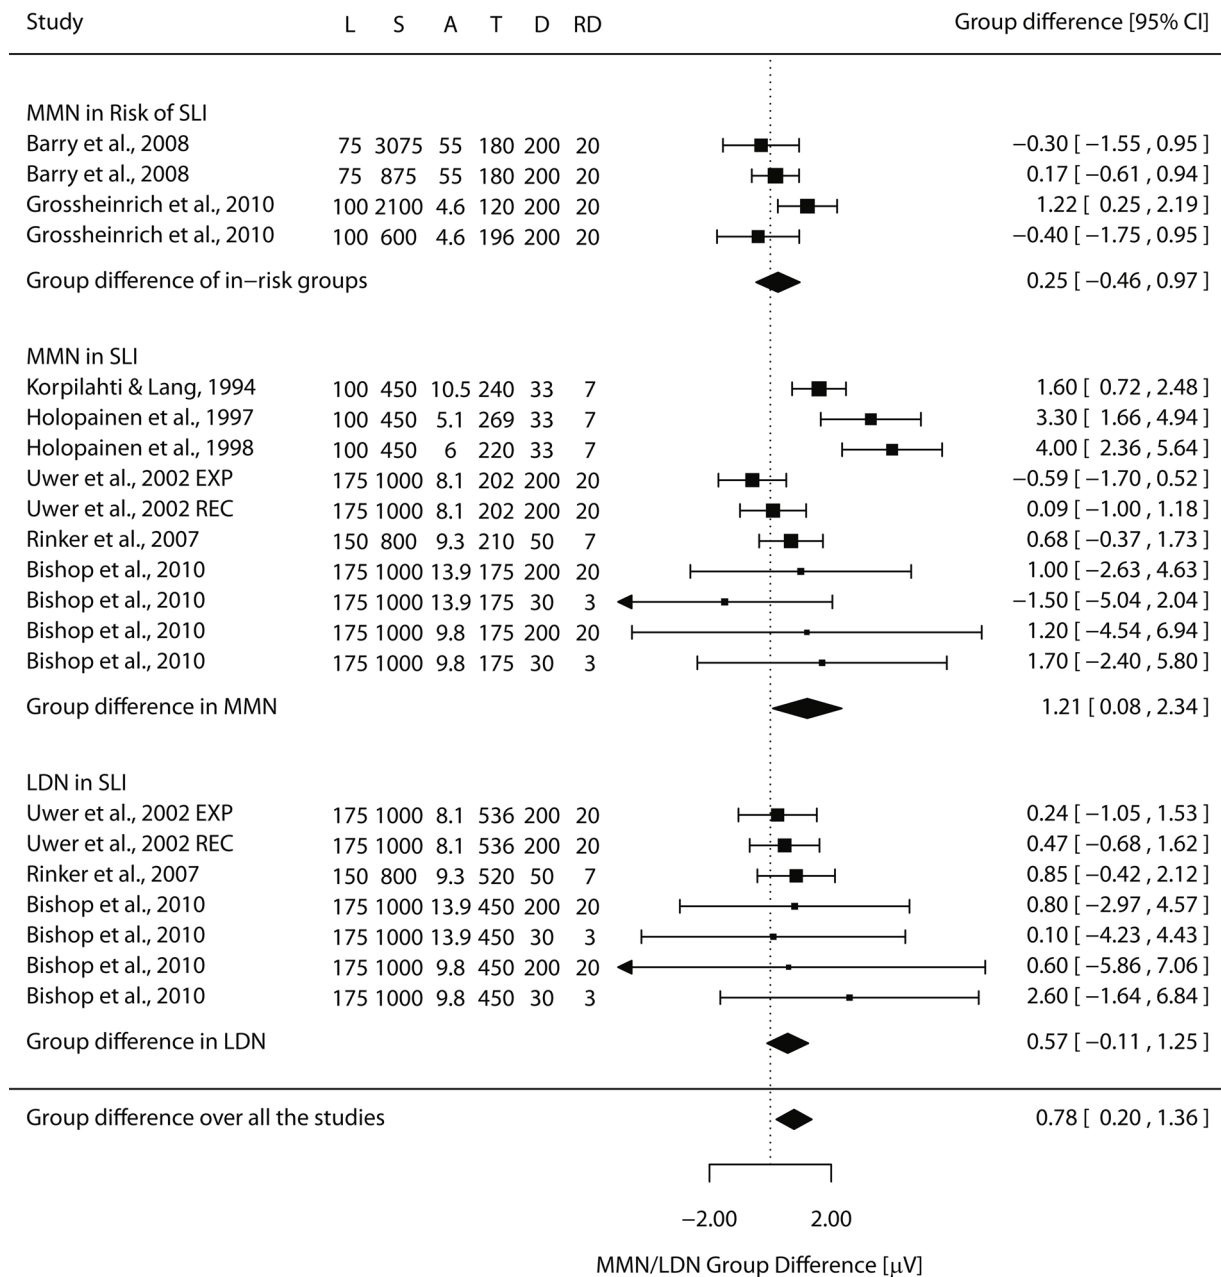 Study L S A T D RD Group difference [95% CI]
MMN in Risk of SLI
Barry et al., 2008 75 3075 55 180 200 20 −0.30 [ −1.55 , 0.95 ]
Barry et al., 2008 75 875 55 180 200 20 0.17 [ −0.61 , 0.94 ]
Grossheinrich et al., 2010 100 2100 4.6 120 200 20 1.22 [ 0.25 , 2.19 ]
Grossheinrich et al., 2010 100 600 4.6 196 200 20 −0.40 [ −1.75 , 0.95 ]
Group difference of in−risk groups 0.25 [ −0.46 , 0.97 ]
MMN in SLI
Korpilahti & Lang, 1994 100 450 10.5 240 33 7 1.60 [ 0.72 , 2.48 ]
Holopainen et al., 1997 100 450 5.1 269 33 7 3.30 [ 1.66 , 4.94 ]
Holopainen et al., 1998 100 450 6 220 33 7 4.00 [ 2.36 , 5.64 ]
Uwer et al., 2002 EXP 175 1000 8.1 202 200 20 −0.59 [ −1.70 , 0.52 ]
Uwer et al., 2002 REC 175 1000 8.1 202 200 20 0.09 [ −1.00 , 1.18 ]
Rinker et al., 2007 150 800 9.3 210 50 7 0.68 [ −0.37 , 1.73 ]
Bishop et al., 2010 175 1000 13.9 175 200 20 1.00 [ −2.63 , 4.63 ]
Bishop et al., 2010 175 1000 13.9 175 30 3 −1.50 [ −5.04 , 2.04 ]
Bishop et al., 2010 175 1000 9.8 175 200 20 1.20 [ −4.54 , 6.94 ]
Bishop et al., 2010 175 1000 9.8 175 30 3 1.70 [ −2.40 , 5.80 ]
Group difference in MMN 1.21 [ 0.08 , 2.34 ]
LDN in SLI
Uwer et al., 2002 EXP 175 1000 8.1 536 200 20 0.24 [ −1.05 , 1.53 ]
Uwer et al., 2002 REC 175 1000 8.1 536 200 20 0.47 [ −0.68 , 1.62 ]
Rinker et al., 2007 150 800 9.3 520 50 7 0.85 [ −0.42 , 2.12 ]
Bishop et al., 2010 175 1000 13.9 450 200 20 0.80 [ −2.97 , 4.57 ]
Bishop et al., 2010 175 1000 13.9 450 30 3 0.10 [ −4.23 , 4.43 ]
Bishop et al., 2010 175 1000 9.8 450 200 20 0.60 [ −5.86 , 7.06 ]
Bishop et al., 2010 175 1000 9.8 450 30 3 2.60 [ −1.64 , 6.84 ]
Group difference in LDN 0.57 [ −0.11 , 1.25 ]
Group difference over all the studies 0.78 [ 0.20 , 1.36 ]
−2.00 2.00
MMN/LDN Group Difference [μV]